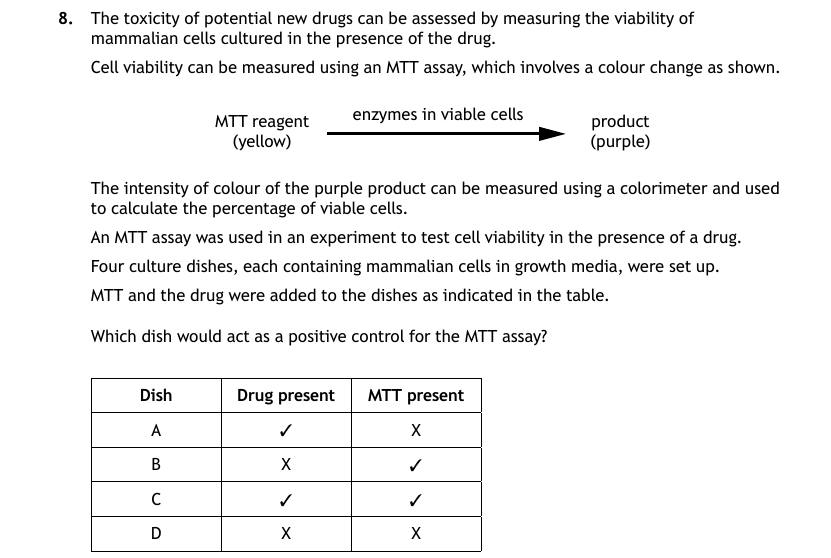 8. The toxicity of potential new drugs can be assessed by measuring the viability of
mammalian cells cultured in the presence of the drug.
Cell viability can be measured using an MTT assay, which involves a colour change as shown.
MTT reagent
(yellow)
enzymes in viable cells
product
(purple)
The intensity of colour of the purple product can be measured using a colorimeter and used
to calculate the percentage of viable cells.
An MTT assay was used in an experiment to test cell viability in the presence of a drug.
Four culture dishes, each containing mammalian cells in growth media, were set up.
MTT and the drug were added to the dishes as indicated in the table.
Which dish would act as a positive control for the MTT assay?
Dish Drug present MTT present
A ✓ X
B X ✓
C ✓ ✓
D X X